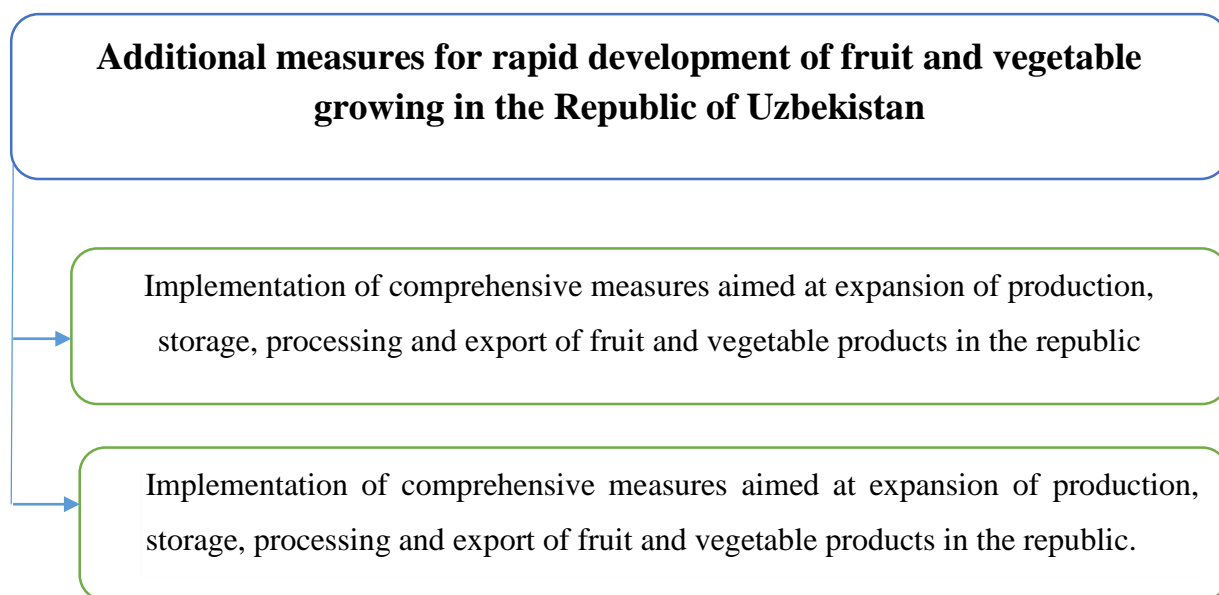 Additional measures for rapid development of fruit and vegetable
growing in the Republic of Uzbekistan
Implementation of comprehensive measures aimed at expansion of production,
storage, processing and export of fruit and vegetable products in the republic
Implementation of comprehensive measures aimed at expansion of production,
storage, processing and export of fruit and vegetable products in the republic.